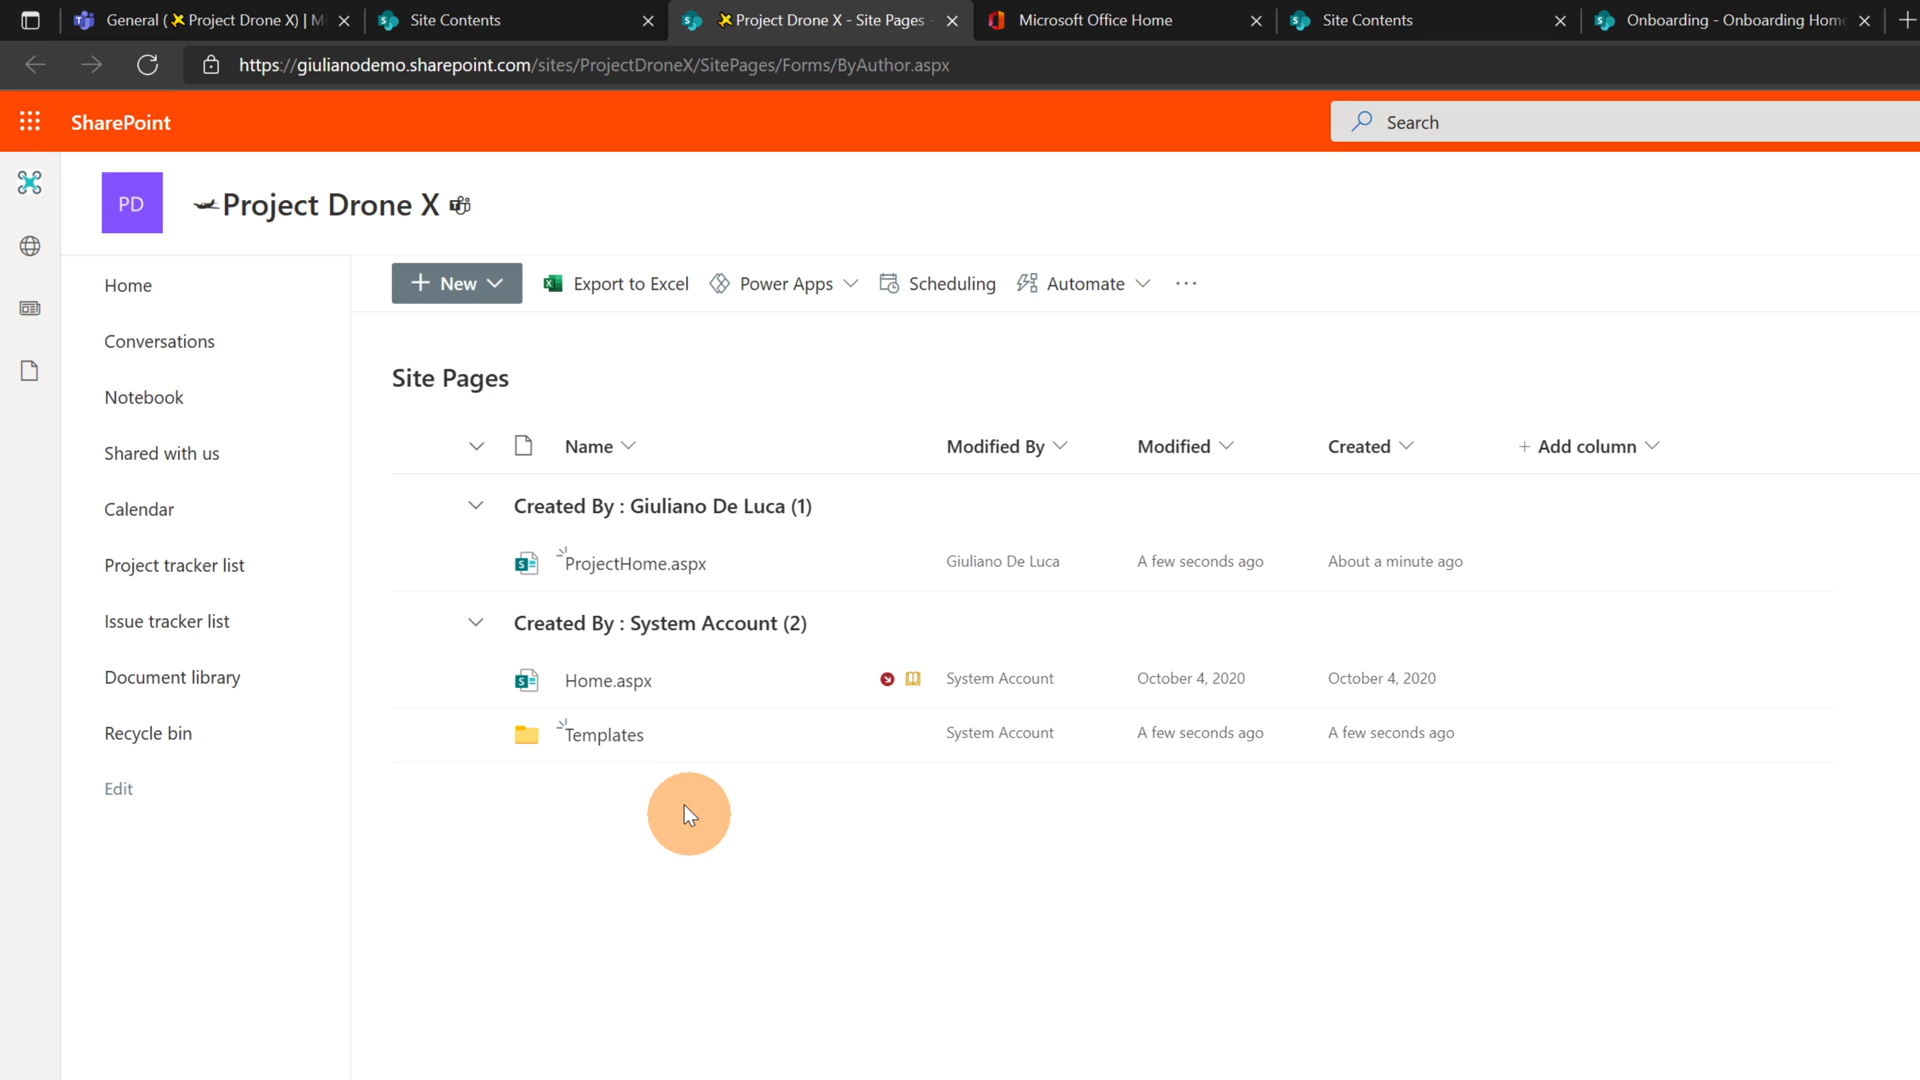 General ( Project Drone X) | Mi
Site Contents
Project Drone X - Site Pages -
Microsoft Office Home
Site Contents
Onboarding - Onboarding Home
https://giulianodemo.sharepoint.com/sites/ProjectDroneX/SitePages/Forms/ByAuthor.aspx
SharePoint
Search
PD
Project Drone X
Home
Conversations
Notebook
Shared with us
Calendar
Project tracker list
Issue tracker list
Document library
Recycle bin
Edit
+ New
Export to Excel
Power Apps
Scheduling
Automate
...
Site Pages
Name
Modified By
Modified
Created
+ Add column
Created By : Giuliano De Luca (1)
ProjectHome.aspx
Giuliano De Luca
A few seconds ago
About a minute ago
Created By : System Account (2)
Home.aspx
System Account
October 4, 2020
October 4, 2020
Templates
System Account
A few seconds ago
A few seconds ago